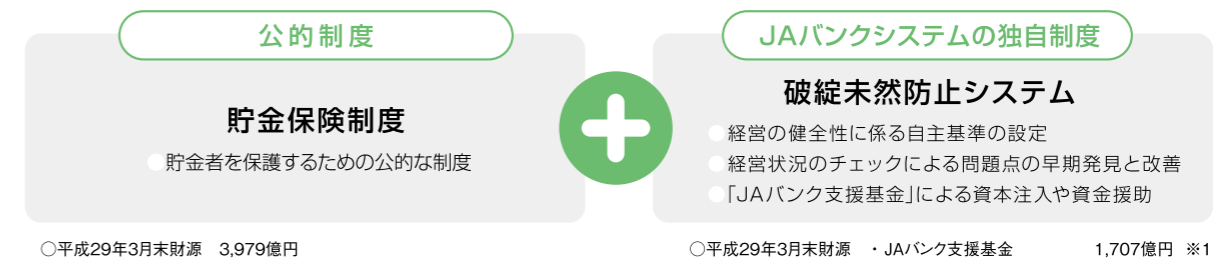 公的制度
貯金保険制度
貯金者を保護するための公的な制度
○平成29年3月末財源 3,979億円
JAバンクシステムの独自制度
破綻未然防止システム
経営の健全性に係る自主基準の設定
経営状況のチェックによる問題点の早期発見と改善
「JAバンク支援基金」による資本注入や資金援助
○平成29年3月末財源 ・JAバンク支援基金 1,707億円 ※1